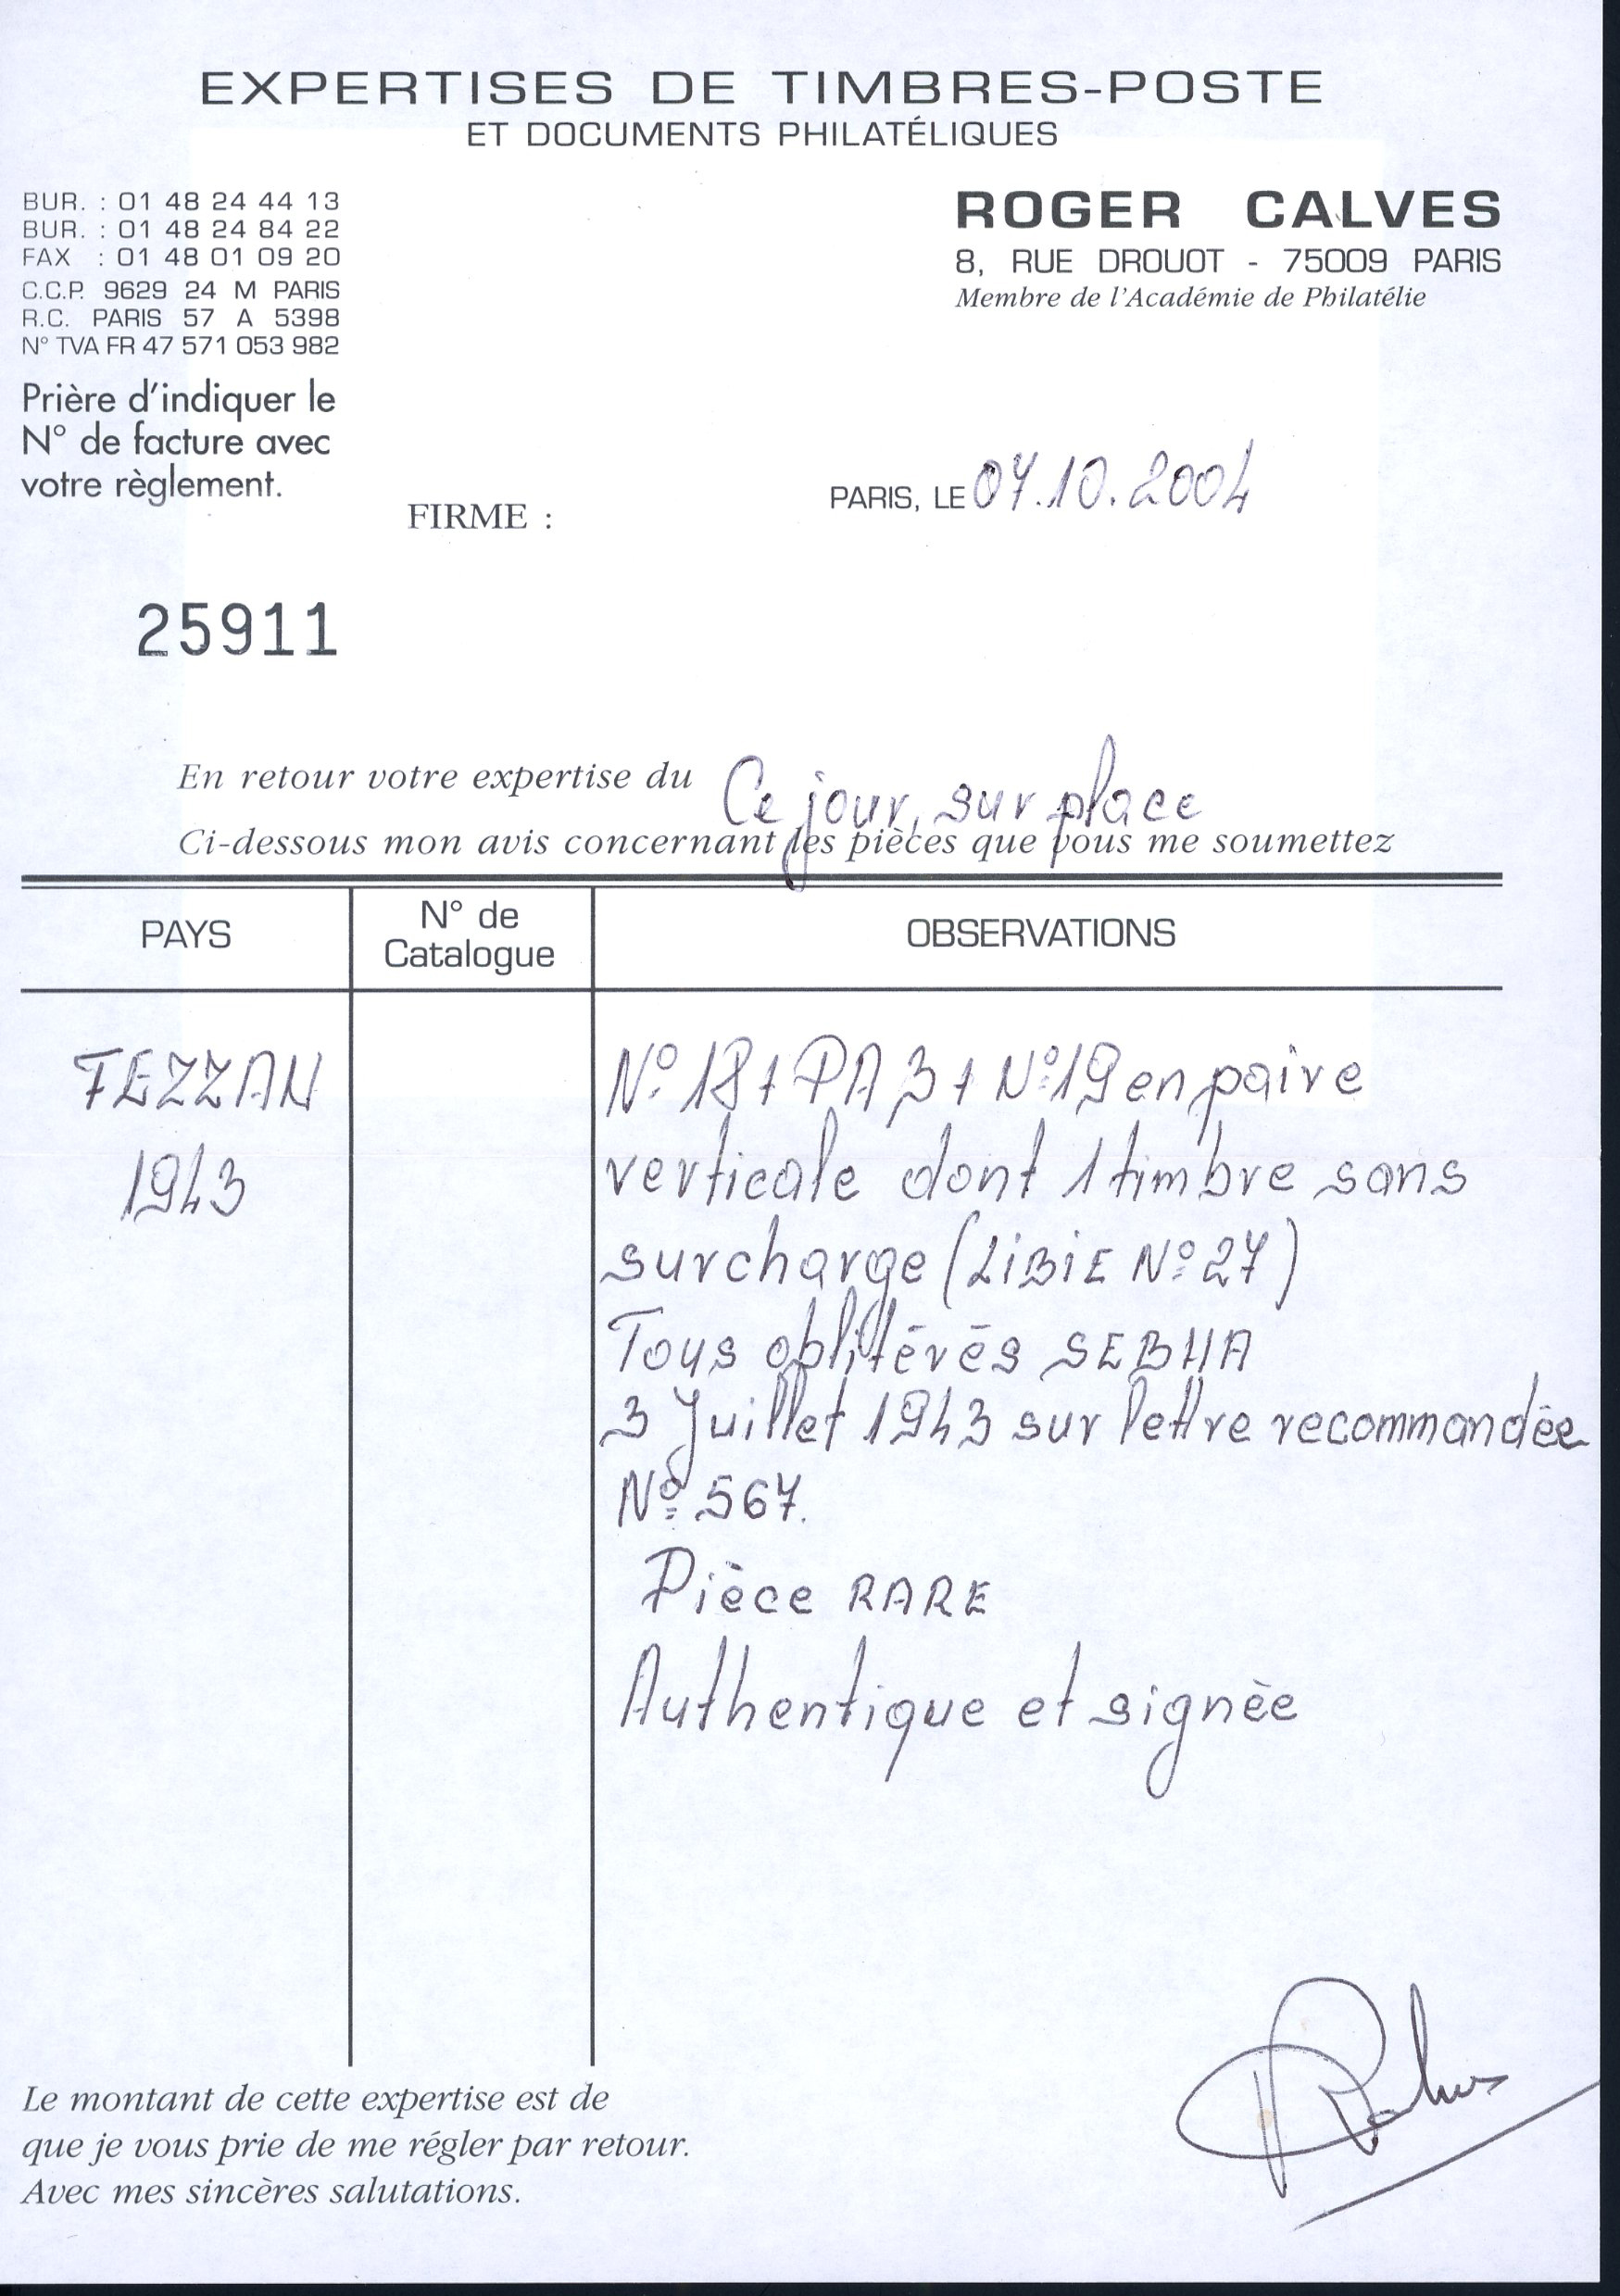 EXPERTISES DE TIMBRES-POSTE
ET DOCUMENTS PHILATÉLIQUES
BUR. : 01 48 24 44 13
BUR. : 01 48 24 84 22
FAX : 01 48 01 09 20
C.C.P. 9629 24 M PARIS
R.C. PARIS 57 A 5398
N° TVA FR 47 571 053 982
Prière d'indiquer le
N° de facture avec
votre règlement.
ROGER CALVES
8, RUE DROUOT - 75009 PARIS
Membre de l'Académie de Philatélie
FIRME :
PARIS, LE 07.10.2004
25911
En retour votre expertise du Ce jour, sur place
Ci-dessous mon avis concernant les pièces que vous me soumettez
PAYS
N° de
Catalogue
OBSERVATIONS
FEZZAN
1943
N° 18 + PA 3 + N° 19 en paire
verticale dont 1 timbre sans
surcharge (LIBIE N° 27)
Tous oblitérés SEBHA
3 Juillet 1943 sur lettre recommandée
N° 567.
Pièce RARE
Authentique et signée
Le montant de cette expertise est de
que je vous prie de me régler par retour.
Avec mes sincères salutations.